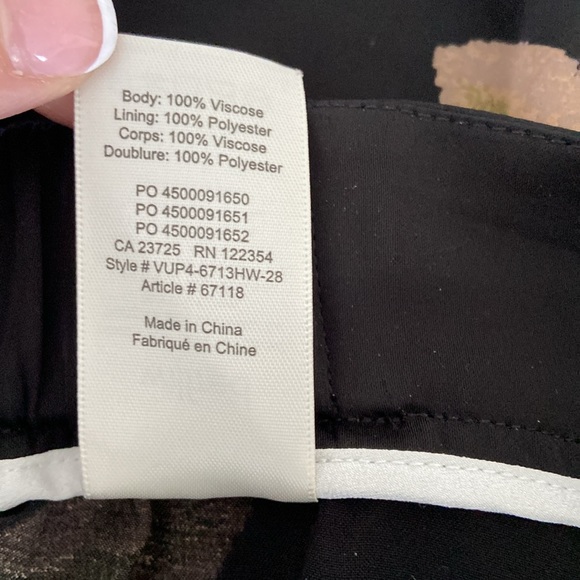 Body: 100% Viscose
Lining: 100% Polyester
Corps: 100% Viscose
Doublure: 100% Polyester
PO 4500091650
PO 4500091651
PO 4500091652
CA 23725 RN 122354
Style # VUP4-6713HW-28
Article # 67118
Made in China
Fabriqué en Chine